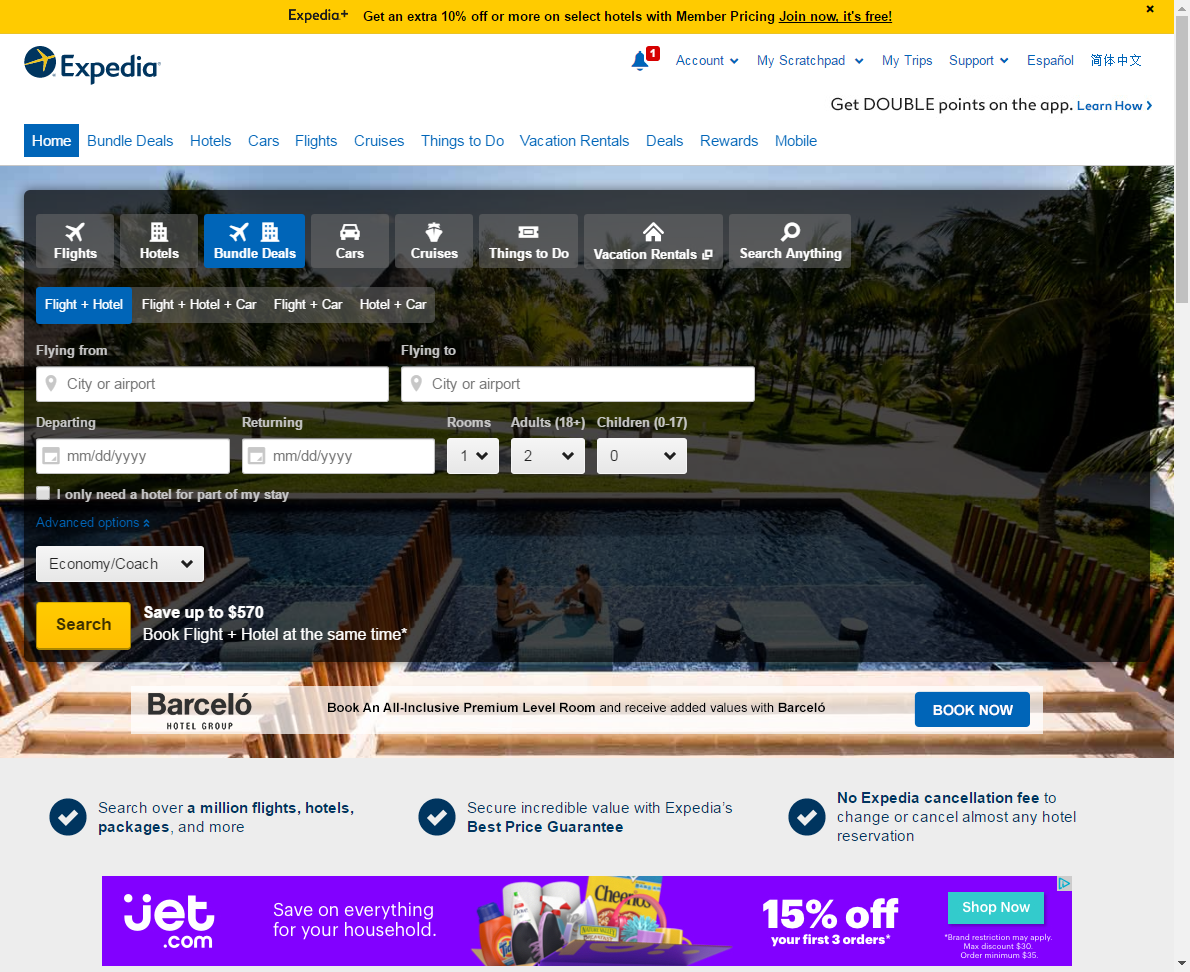 Expedia+ Get an extra 10% off or more on select hotels with Member Pricing Join now, it's free!
Expedia
1
Account My Scratchpad My Trips Support Español 简体中文
Get DOUBLE points on the app. Learn How
Home Bundle Deals Hotels Cars Flights Cruises Things to Do Vacation Rentals Deals Rewards Mobile
Flights Hotels Bundle Deals Cars Cruises Things to Do Vacation Rentals Search Anything
Flight + Hotel Flight + Hotel + Car Flight + Car Hotel + Car
Flying from Flying to
City or airport City or airport
Departing Returning Rooms Adults (18+) Children (0-17)
mm/dd/yyyy mm/dd/yyyy 1 2 0
I only need a hotel for part of my stay
Advanced options
Economy/Coach
Search
Save up to $570
Book Flight + Hotel at the same time*
Barceló
HOTEL GROUP
Book An All-Inclusive Premium Level Room and receive added values with Barceló
BOOK NOW
Search over a million flights, hotels,
packages, and more
Secure incredible value with Expedia’s
Best Price Guarantee
No Expedia cancellation fee to
change or cancel almost any hotel
reservation
jet
.com
Save on everything
for your household.
Dove
Cheerios
15% off
your first 3 orders*
Shop Now
*Brand restriction may apply.
Max discount $30.
Order minimum $35.